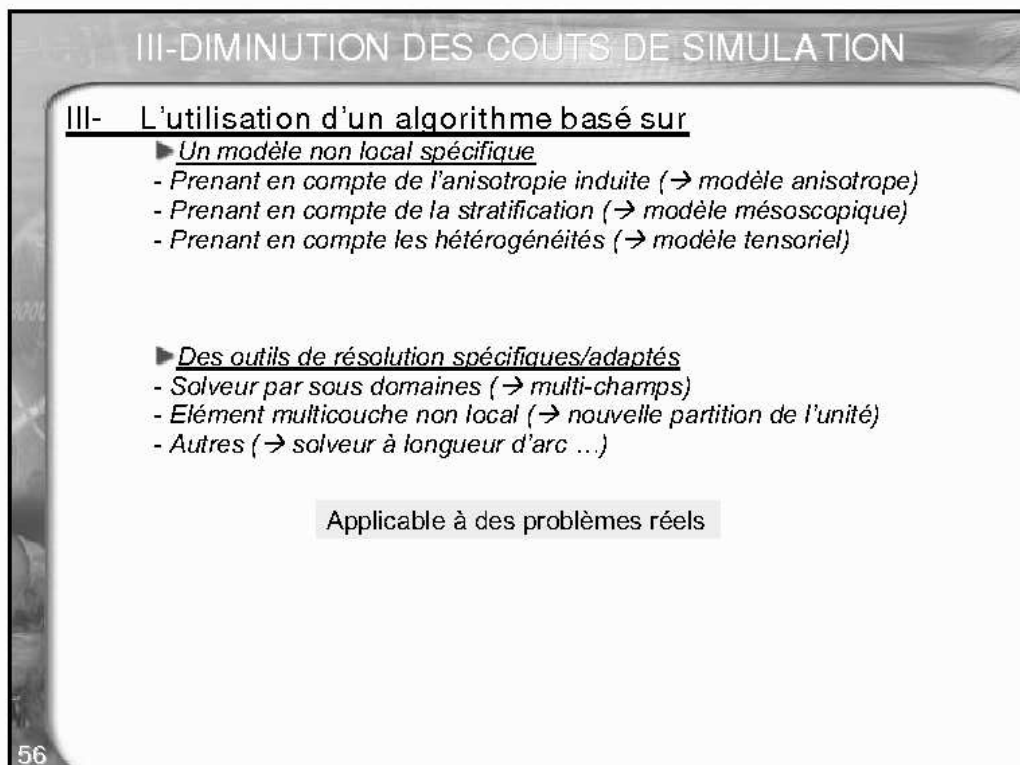 III-DIMINUTION DES COUTS DE SIMULATION
III- L'utilisation d'un algorithme basé sur
►Un modèle non local spécifique
- Prenant en compte de l'anisotropie induite (→ modèle anisotrope)
- Prenant en compte de la stratification (→ modèle mésoscopique)
- Prenant en compte les hétérogénéités (→ modèle tensoriel)
►Des outils de résolution spécifiques/adaptés
- Solveur par sous domaines (→ multi-champs)
- Elément multicouche non local (→ nouvelle partition de l'unité)
- Autres (→ solveur à longueur d'arc ...)
Applicable à des problèmes réels
56